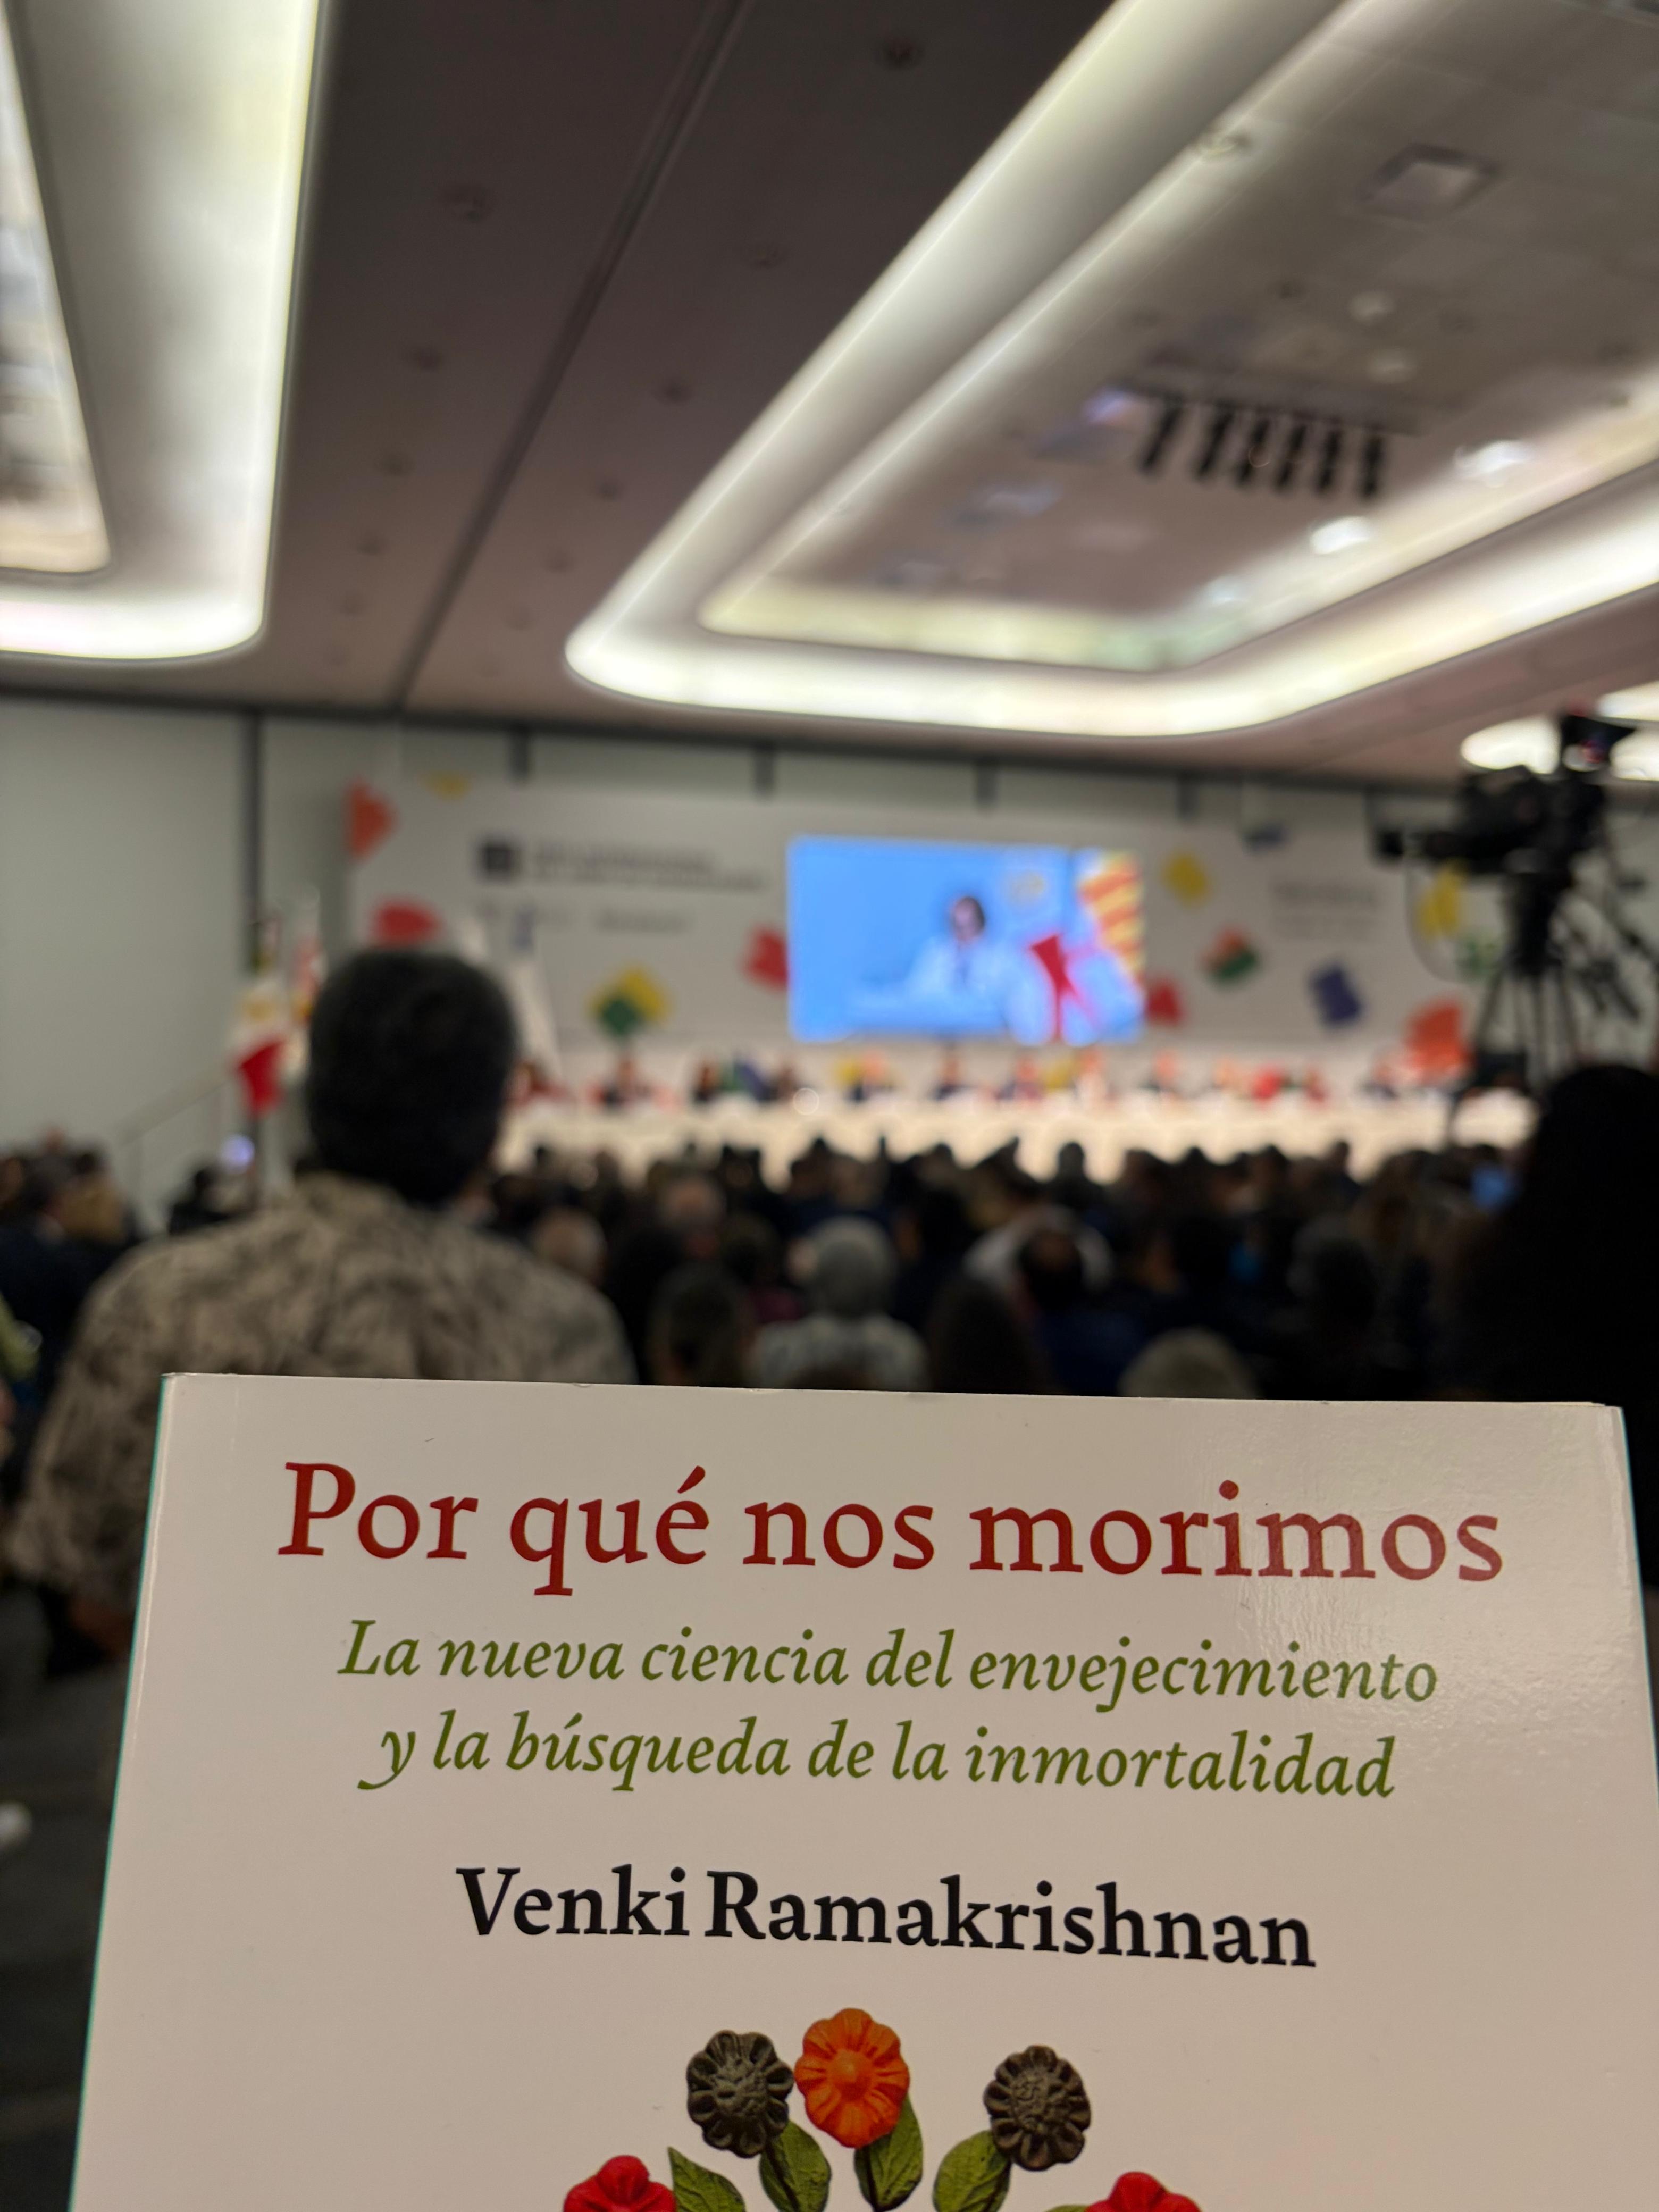 Por qué nos morimos
La nueva ciencia del envejecimiento
y la búsqueda de la inmortalidad
Venki Ramakrishnan